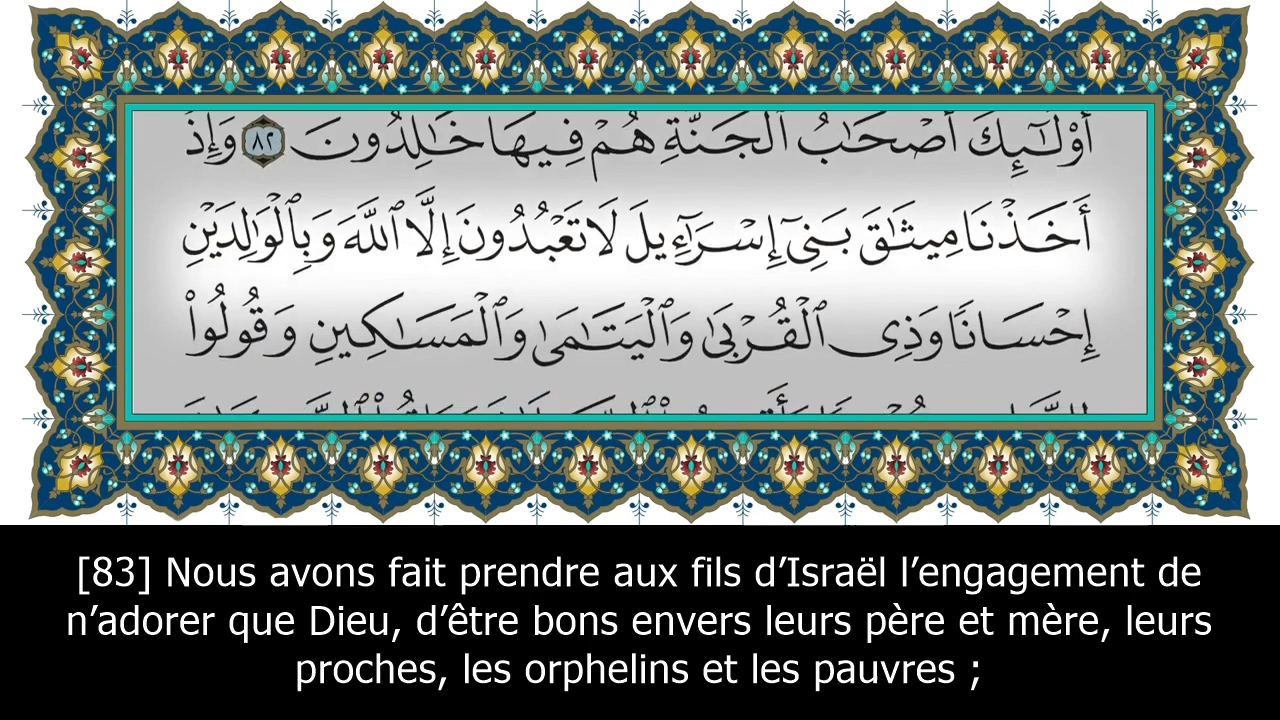 أُوْلَـٰٓئِكَ أَصْحَـٰبُ ٱلْجَنَّةِ هُمْ فِيهَا خَـٰلِدُونَ ٨٢ وَإِذْ
أَخَذْنَا مِيثَـٰقَ بَنِىٓ إِسْرَٰٓءِيلَ لَا تَعْبُدُونَ إِلَّا ٱللَّهَ وَبِٱلْوَٰلِدَيْنِ
إِحْسَانًا وَذِى ٱلْقُرْبَىٰ وَٱلْيَتَـٰمَىٰ وَٱلْمَسَـٰكِينِ وَقُولُوا۟
[83] Nous avons fait prendre aux fils d’Israël l’engagement de
n’adorer que Dieu, d’être bons envers leurs père et mère, leurs
proches, les orphelins et les pauvres ;